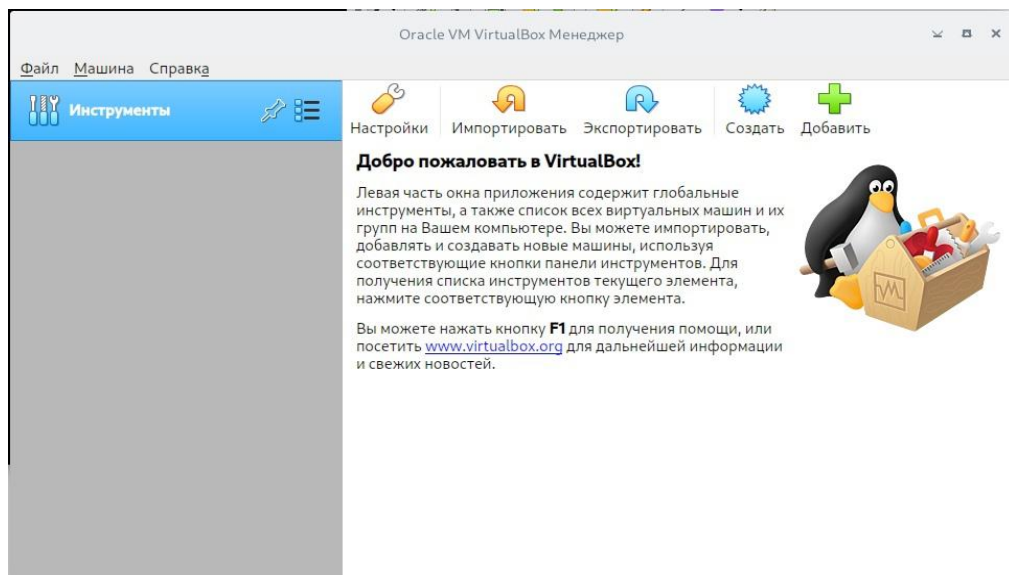 Oracle VM VirtualBox Менеджер
Файл Машина Справка
Инструменты
Настройки Импортировать Экспортировать Создать Добавить
Добро пожаловать в VirtualBox!
Левая часть окна приложения содержит глобальные
инструменты, а также список всех виртуальных машин и их
групп на Вашем компьютере. Вы можете импортировать,
добавлять и создавать новые машины, используя
соответствующие кнопки панели инструментов. Для
получения списка инструментов текущего элемента,
нажмите соответствующую кнопку элемента.
Вы можете нажать кнопку F1 для получения помощи, или
посетить www.virtualbox.org для дальнейшей информации
и свежих новостей.